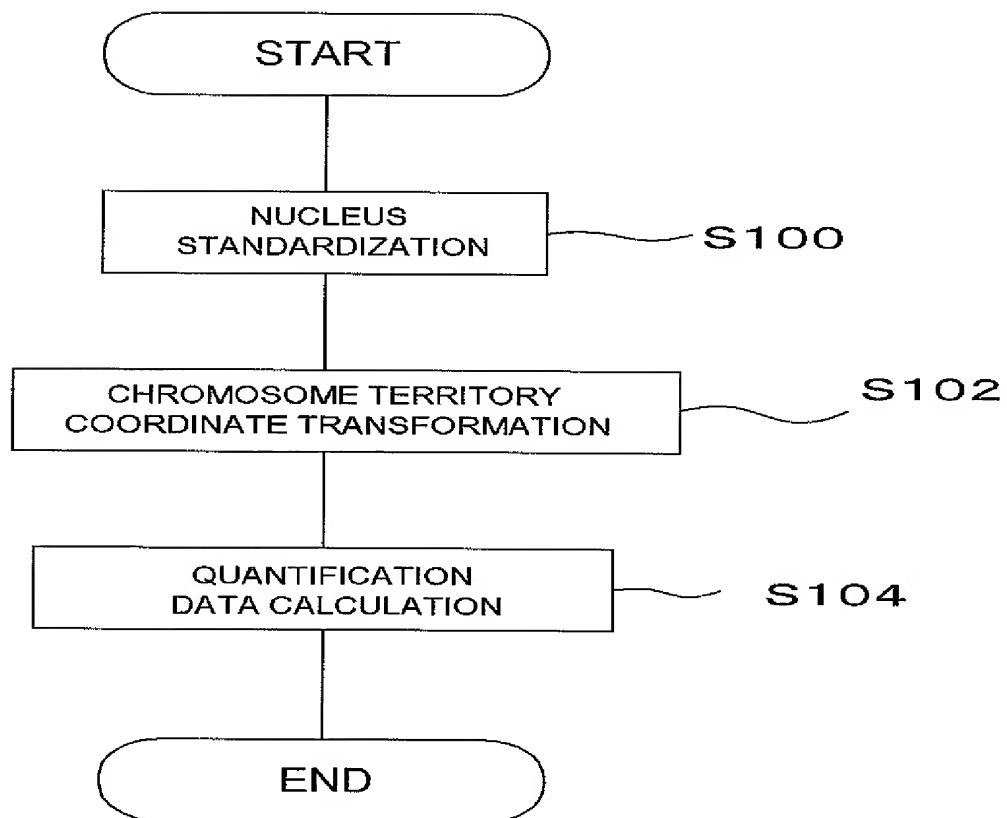 START
NUCLEUS
STANDARDIZATION
S100
CHROMOSOME TERRITORY
COORDINATE TRANSFORMATION
S102
QUANTIFICATION
DATA CALCULATION
S104
END